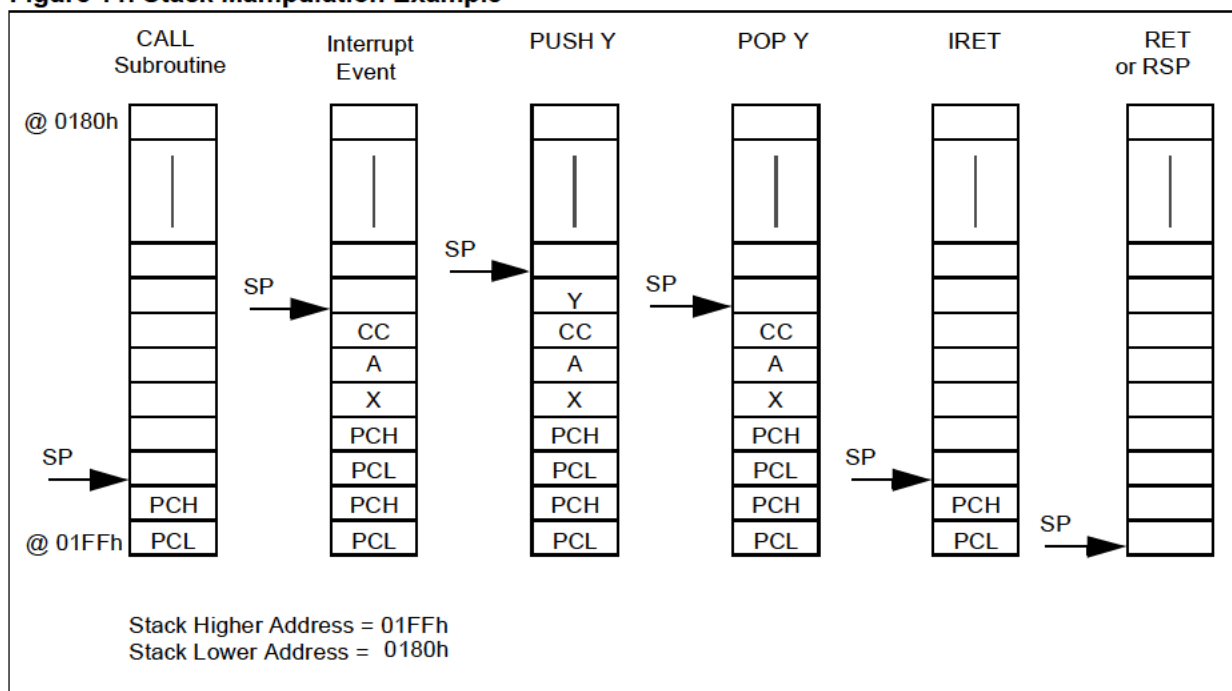 CALL
Subroutine
Interrupt
Event
PUSH Y
POP Y
IRET
RET
or RSP
@ 0180h
SP
SP
Y
SP
CC
CC
CC
A
A
A
X
X
X
PCH
PCH
PCH
SP
PCL
PCL
PCL
SP
PCH
PCH
PCH
PCH
PCH
@ 01FFh
PCL
PCL
PCL
PCL
PCL
SP
Stack Higher Address = 01FFh
Stack Lower Address = 0180h